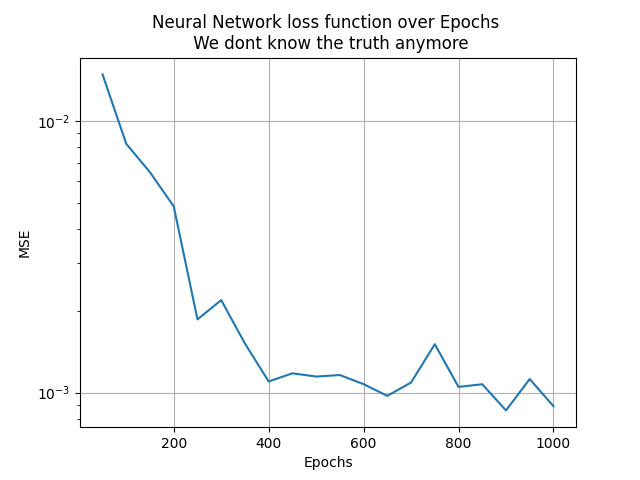 Neural Network loss function over Epochs
We dont know the truth anymore
10⁻²
10⁻³
MSE
200 400 600 800 1000
Epochs